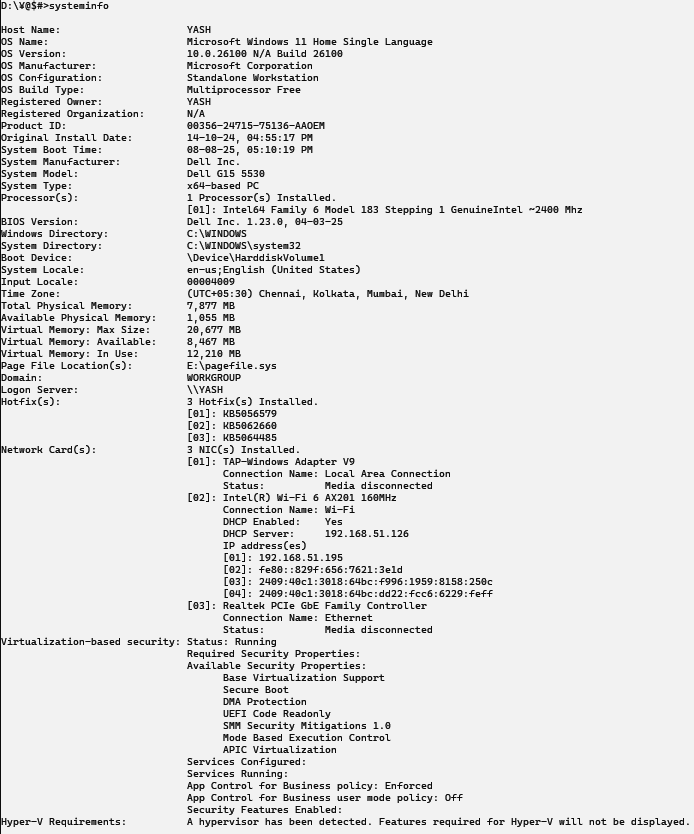 D:\¥@$#>systeminfo
Host Name: YASH
OS Name: Microsoft Windows 11 Home Single Language
OS Version: 10.0.26100 N/A Build 26100
OS Manufacturer: Microsoft Corporation
OS Configuration: Standalone Workstation
OS Build Type: Multiprocessor Free
Registered Owner: YASH
Registered Organization: N/A
Product ID: 00356-24715-75136-AAOEM
Original Install Date: 14-10-24, 04:55:17 PM
System Boot Time: 08-08-25, 05:10:19 PM
System Manufacturer: Dell Inc.
System Model: Dell G15 5530
System Type: x64-based PC
Processor(s): 1 Processor(s) Installed.
[01]: Intel64 Family 6 Model 183 Stepping 1 GenuineIntel ~2400 Mhz
BIOS Version: Dell Inc. 1.23.0, 04-03-25
Windows Directory: C:\WINDOWS
System Directory: C:\WINDOWS\system32
Boot Device: \Device\HarddiskVolume1
System Locale: en-us;English (United States)
Input Locale: 00004009
Time Zone: (UTC+05:30) Chennai, Kolkata, Mumbai, New Delhi
Total Physical Memory: 7,877 MB
Available Physical Memory: 1,055 MB
Virtual Memory: Max Size: 20,677 MB
Virtual Memory: Available: 8,467 MB
Virtual Memory: In Use: 12,210 MB
Page File Location(s): E:\pagefile.sys
Domain: WORKGROUP
Logon Server: \\YASH
Hotfix(s): 3 Hotfix(s) Installed.
[01]: KB5056579
[02]: KB5062660
[03]: KB5064485
Network Card(s): 3 NIC(s) Installed.
[01]: TAP-Windows Adapter V9
Connection Name: Local Area Connection
Status: Media disconnected
[02]: Intel(R) Wi-Fi 6 AX201 160MHz
Connection Name: Wi-Fi
DHCP Enabled: Yes
DHCP Server: 192.168.51.126
IP address(es)
[01]: 192.168.51.195
[02]: fe80::829f:656:7621:3e1d
[03]: 2409:40c1:3018:64bc:f996:1959:8158:250c
[04]: 2409:40c1:3018:64bc:dd22:fcc6:6229:feff
[03]: Realtek PCIe GbE Family Controller
Connection Name: Ethernet
Status: Media disconnected
Virtualization-based security: Status: Running
Required Security Properties:
Available Security Properties:
Base Virtualization Support
Secure Boot
DMA Protection
UEFI Code Readonly
SMM Security Mitigations 1.0
Mode Based Execution Control
APIC Virtualization
Services Configured:
Services Running:
App Control for Business policy: Enforced
App Control for Business user mode policy: Off
Security Features Enabled:
Hyper-V Requirements: A hypervisor has been detected. Features required for Hyper-V will not be displayed.